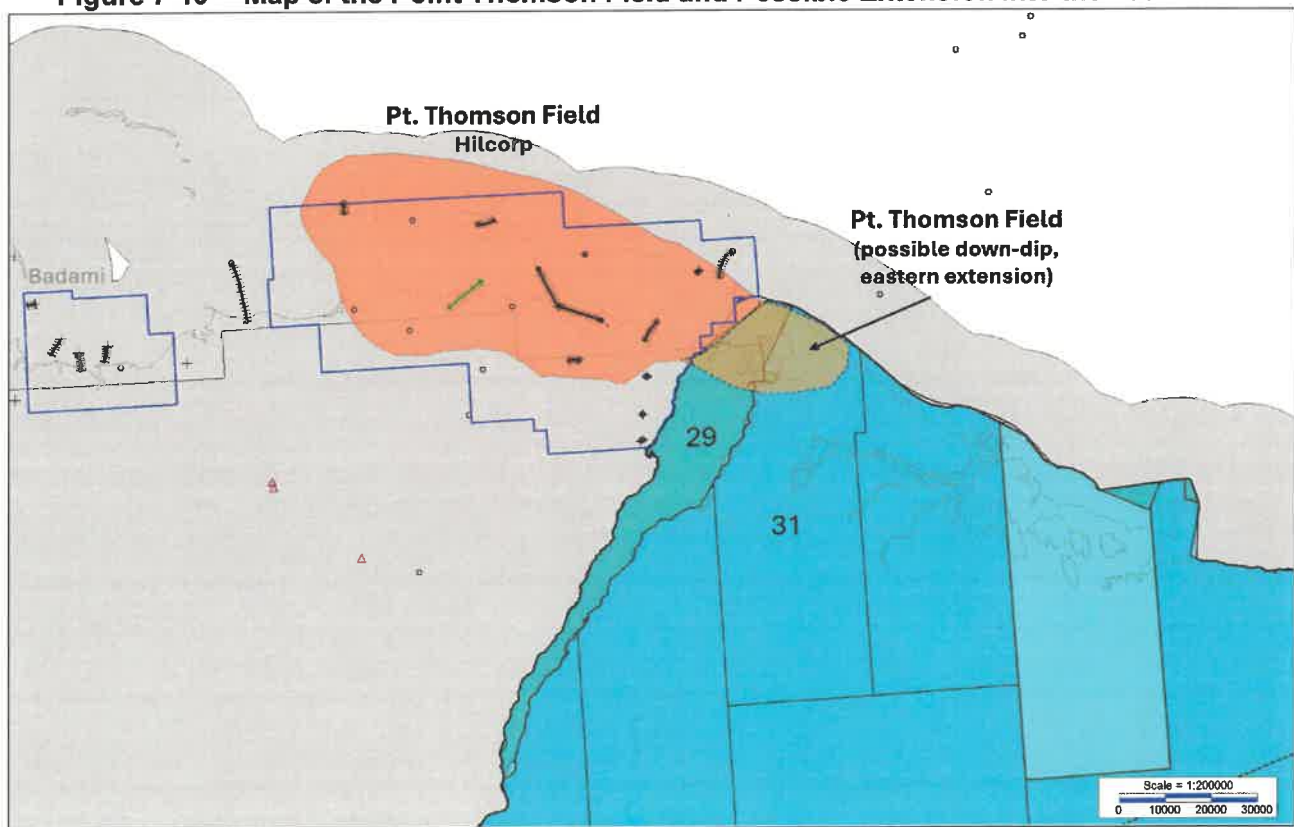 Pt. Thomson Field
Hilcorp
Pt. Thomson Field
(possible down-dip,
eastern extension)
Badami
29
31
Scale = 1:200000
0 10000 20000 30000